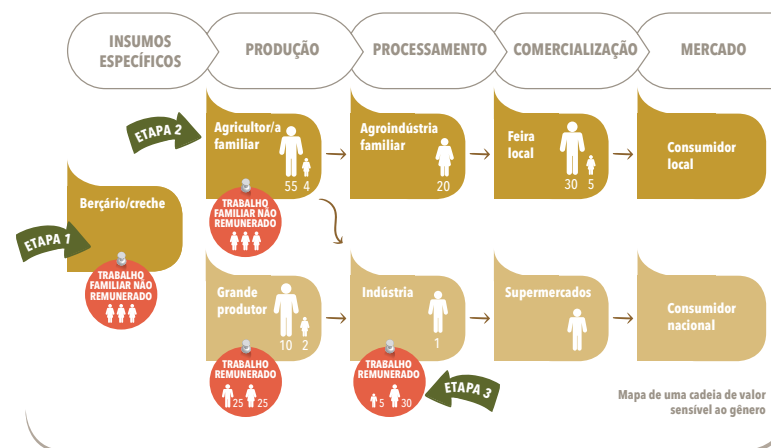 INSUMOS
ESPECÍFICOS
PRODUÇÃO
PROCESSAMENTO
COMERCIALIZAÇÃO
MERCADO
ETAPA 2
Agricultor/a
familiar
55 4
Agroindústria
familiar
20
Feira
local
30 5
Consumidor
local
Berçário/creche
ETAPA 1
TRABALHO
FAMILIAR NÃO
REMUNERADO
TRABALHO
FAMILIAR NÃO
REMUNERADO
Grande
produtor
10 2
Indústria
1
Supermercados
Consumidor
nacional
TRABALHO
REMUNERADO
25 25
TRABALHO
REMUNERADO
5 30
ETAPA 3
Mapa de uma cadeia de valor
sensível ao gênero